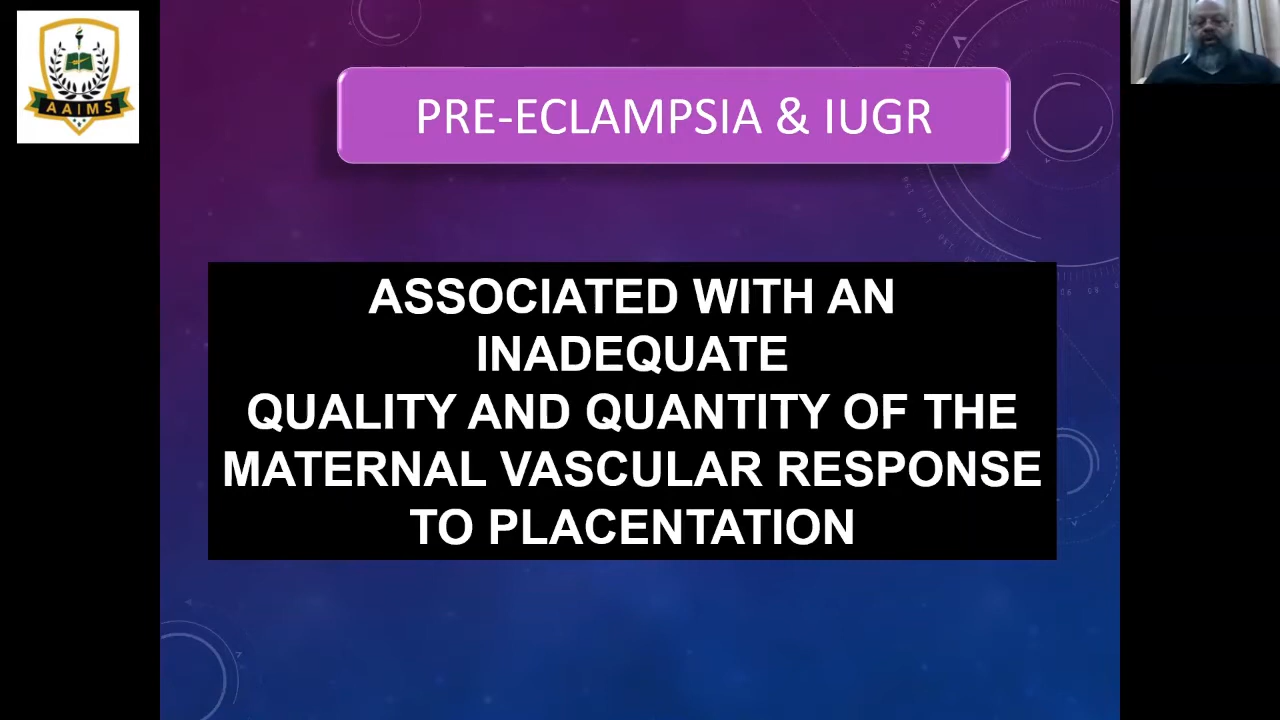 AAIMS
PRE-ECLAMPSIA & IUGR
ASSOCIATED WITH AN
INADEQUATE
QUALITY AND QUANTITY OF THE
MATERNAL VASCULAR RESPONSE
TO PLACENTATION